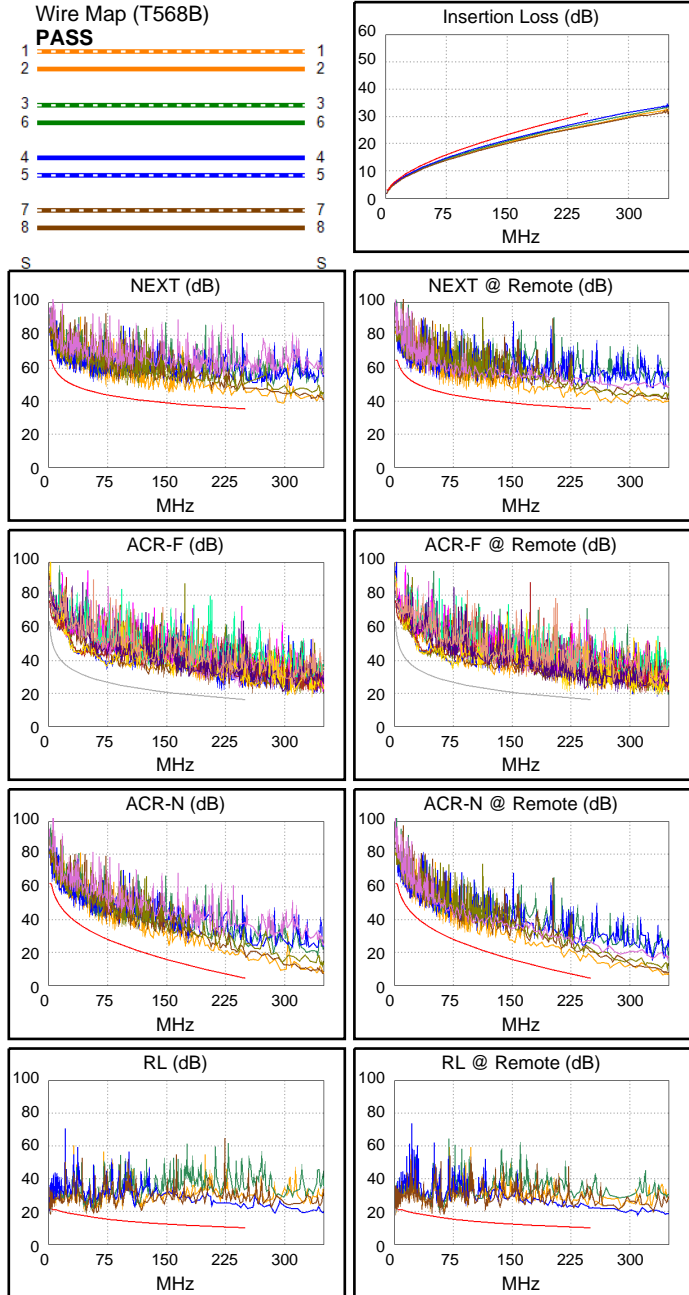 Wire Map (T568B)
PASS
1 1
2 2
3 3
6 6
4 4
5 5
7 7
8 8
S S
Insertion Loss (dB)
60
50
40
30
20
10
0
0 75 150 225 300
MHz
NEXT (dB)
100
80
60
40
20
0
0 75 150 225 300
MHz
NEXT @ Remote (dB)
100
80
60
40
20
0
0 75 150 225 300
MHz
ACR-F (dB)
100
80
60
40
20
0
0 75 150 225 300
MHz
ACR-F @ Remote (dB)
100
80
60
40
20
0
0 75 150 225 300
MHz
ACR-N (dB)
100
80
60
40
20
0
0 75 150 225 300
MHz
ACR-N @ Remote (dB)
100
80
60
40
20
0
0 75 150 225 300
MHz
RL (dB)
100
80
60
40
20
0
0 75 150 225 300
MHz
RL @ Remote (dB)
100
80
60
40
20
0
0 75 150 225 300
MHz